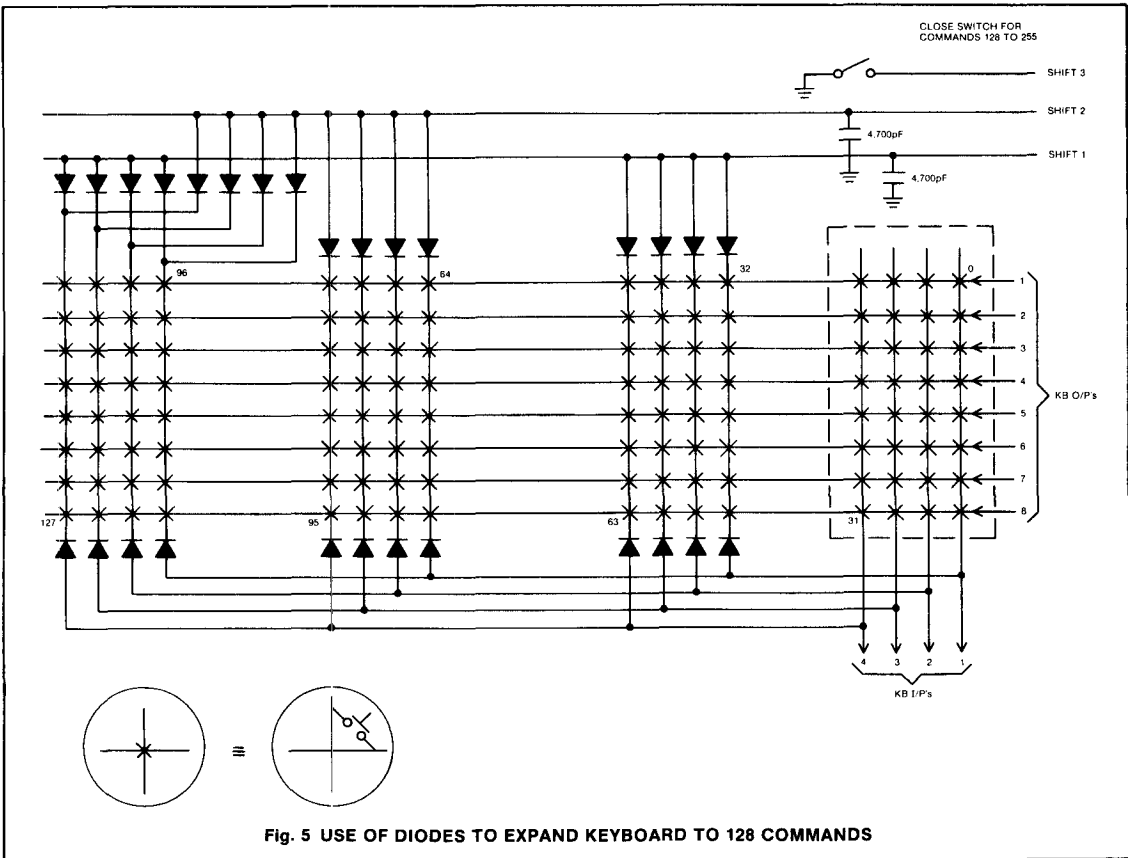 CLOSE SWITCH FOR
COMMANDS 128 TO 255
SHIFT 3
SHIFT 2
4,700pF
SHIFT 1
4,700pF
96
64
32
0
1
2
3
4
5
6
7
8
KB O/P's
127
95
63
31
4 3 2 1
KB I/P's
≡
Fig. 5 USE OF DIODES TO EXPAND KEYBOARD TO 128 COMMANDS